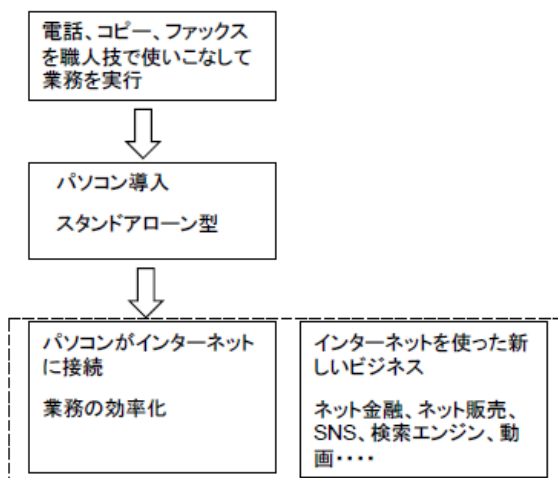 電話、コピー、ファックス
を職人技で使いこなして
業務を実行
パソコン導入
スタンドアローン型
パソコンがインターネット
に接続
業務の効率化
インターネットを使った新
しいビジネス
ネット金融、ネット販売、
SNS、検索エンジン、動
画・・・・